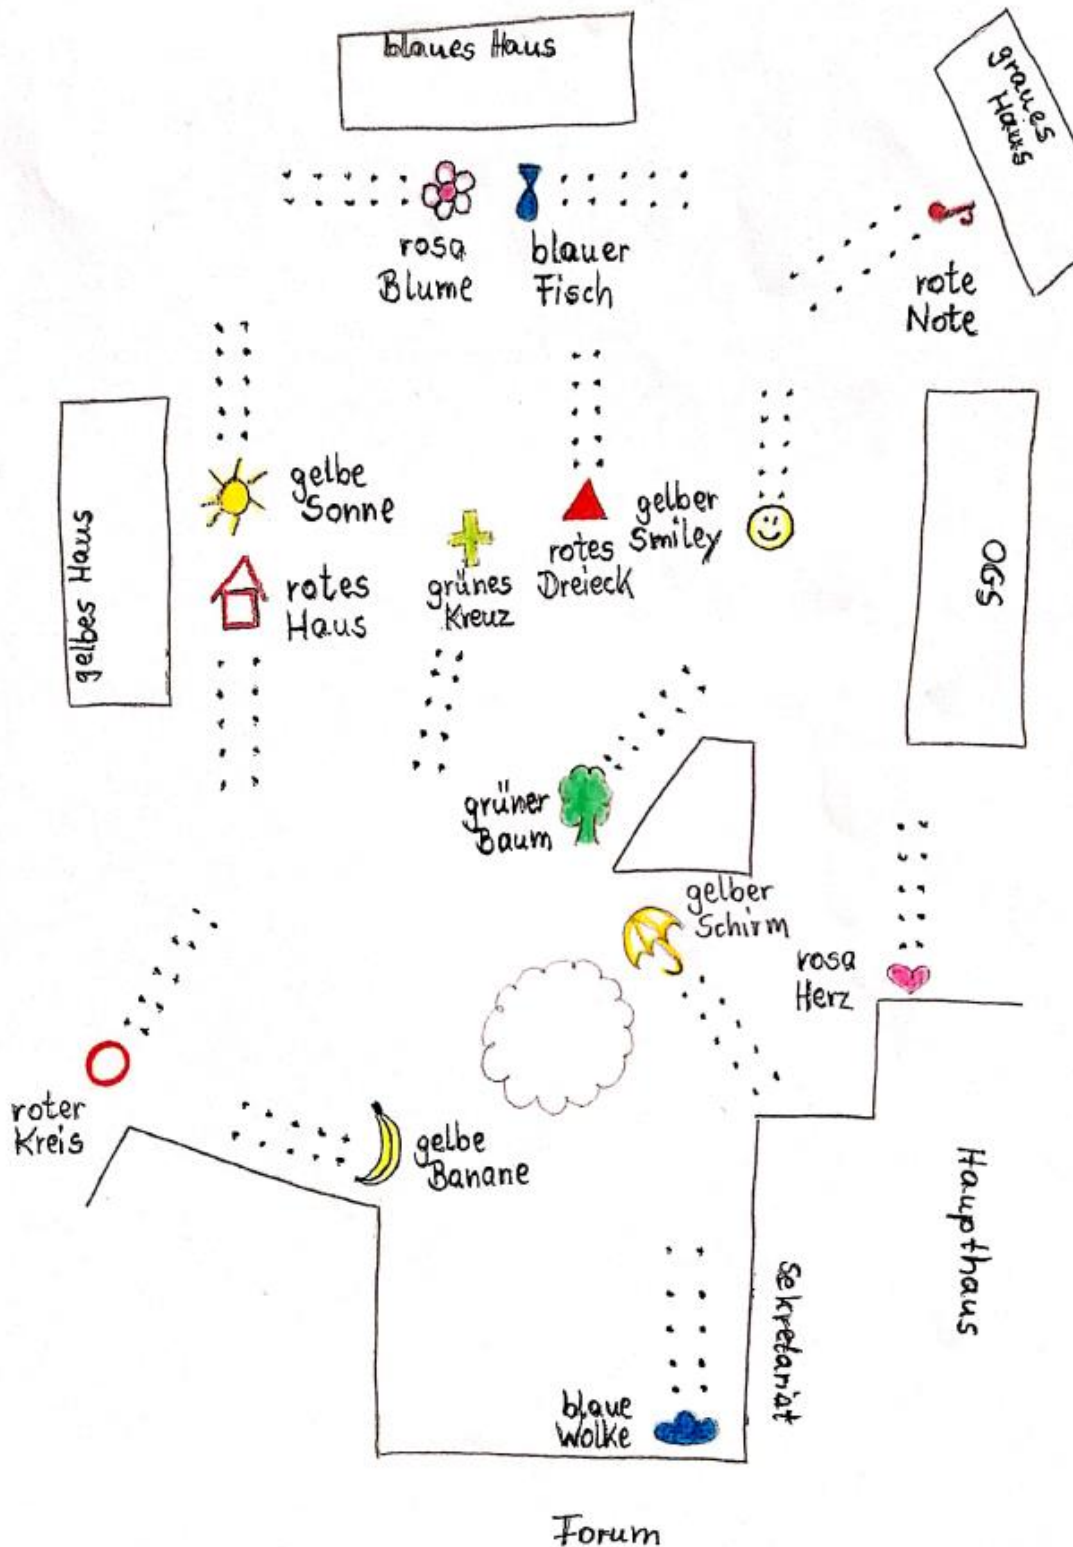 blaues Haus
graues
Haus
rosa
Blume
blauer
Fisch
rote
Note
gelbes Haus
gelbe
Sonne
rotes
Haus
grünes
Kreuz
rotes
Dreieck
gelber
Smiley
OGS
grüner
Baum
gelber
Schirm
rosa
Herz
roter
Kreis
gelbe
Banane
Haupthaus
Sekretariat
blaue
Wolke
Forum